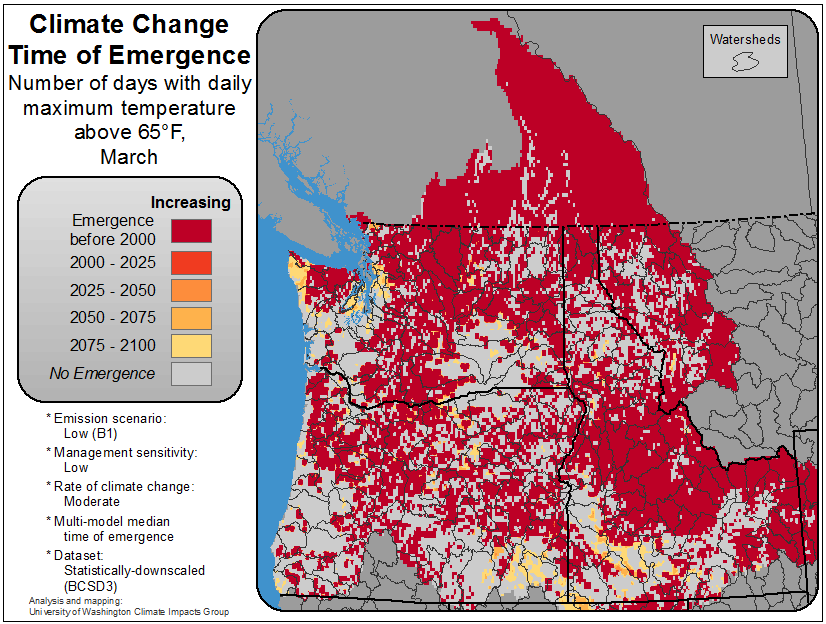 Climate Change
Time of Emergence
Number of days with daily
maximum temperature
above 65°F,
March
Increasing
Emergence
before 2000
2000 - 2025
2025 - 2050
2050 - 2075
2075 - 2100
No Emergence
* Emission scenario:
Low (B1)
* Management sensitivity:
Low
* Rate of climate change:
Moderate
* Multi-model median
time of emergence
* Dataset:
Statistically-downscaled
(BCSD3)
Analysis and mapping:
University of Washington Climate Impacts Group
Watersheds